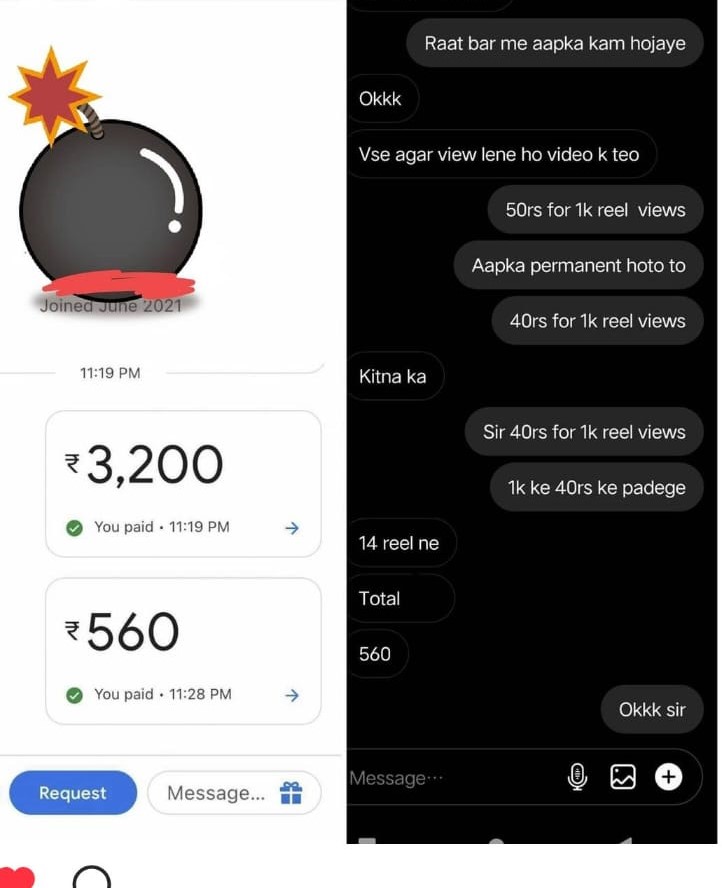 Joined June 2021
11:19 PM
₹3,200
You paid • 11:19 PM
₹560
You paid • 11:28 PM
Request
Message...
Raat bar me aapka kam hojaye
Okkk
Vse agar view lene ho video k teo
50rs for 1k reel views
Aapka permanent hoto to
40rs for 1k reel views
Kitna ka
Sir 40rs for 1k reel views
1k ke 40rs ke padege
14 reel ne
Total
560
Okkk sir
Message...